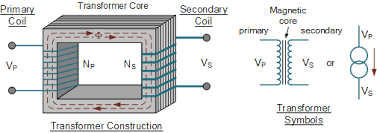 Primary
Coil
Transformer Core
Secondary
Coil
VP
NP
NS
VS
Transformer Construction
Magnetic
core
primary
secondary
VP
VS
or
VP
VS
Transformer
Symbols